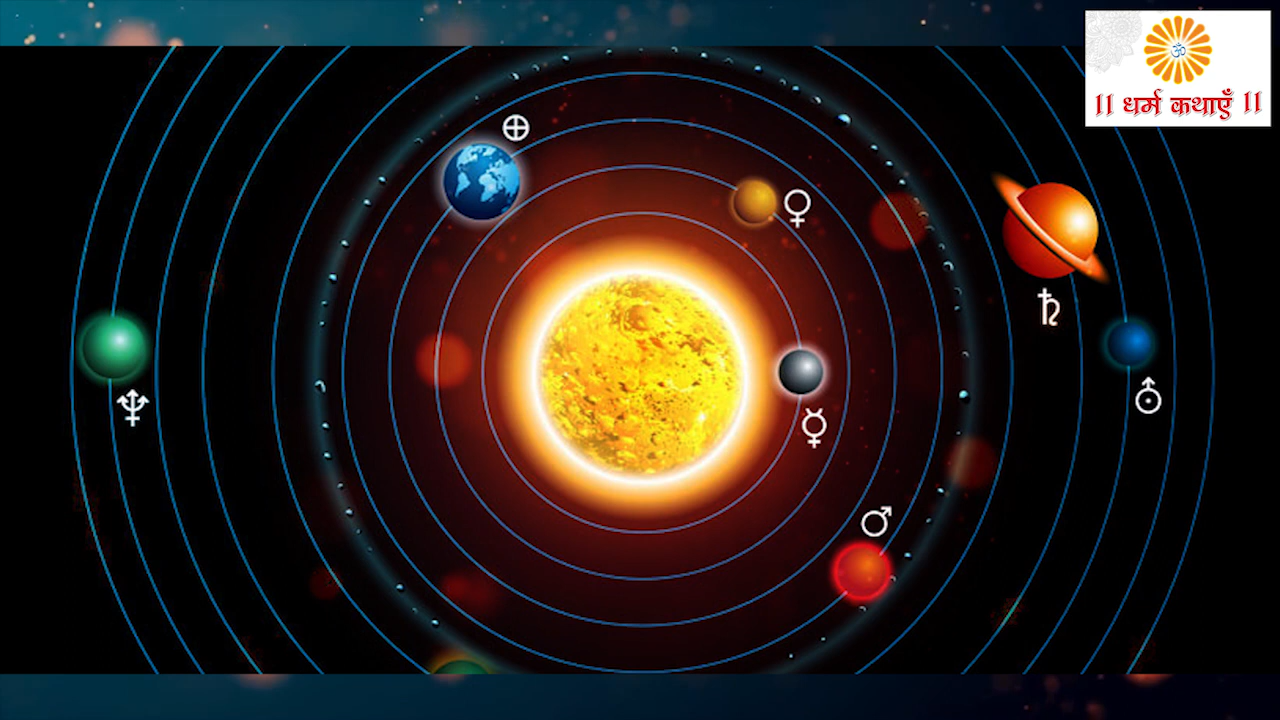 ॐ
॥ धर्म कथाएँ ॥